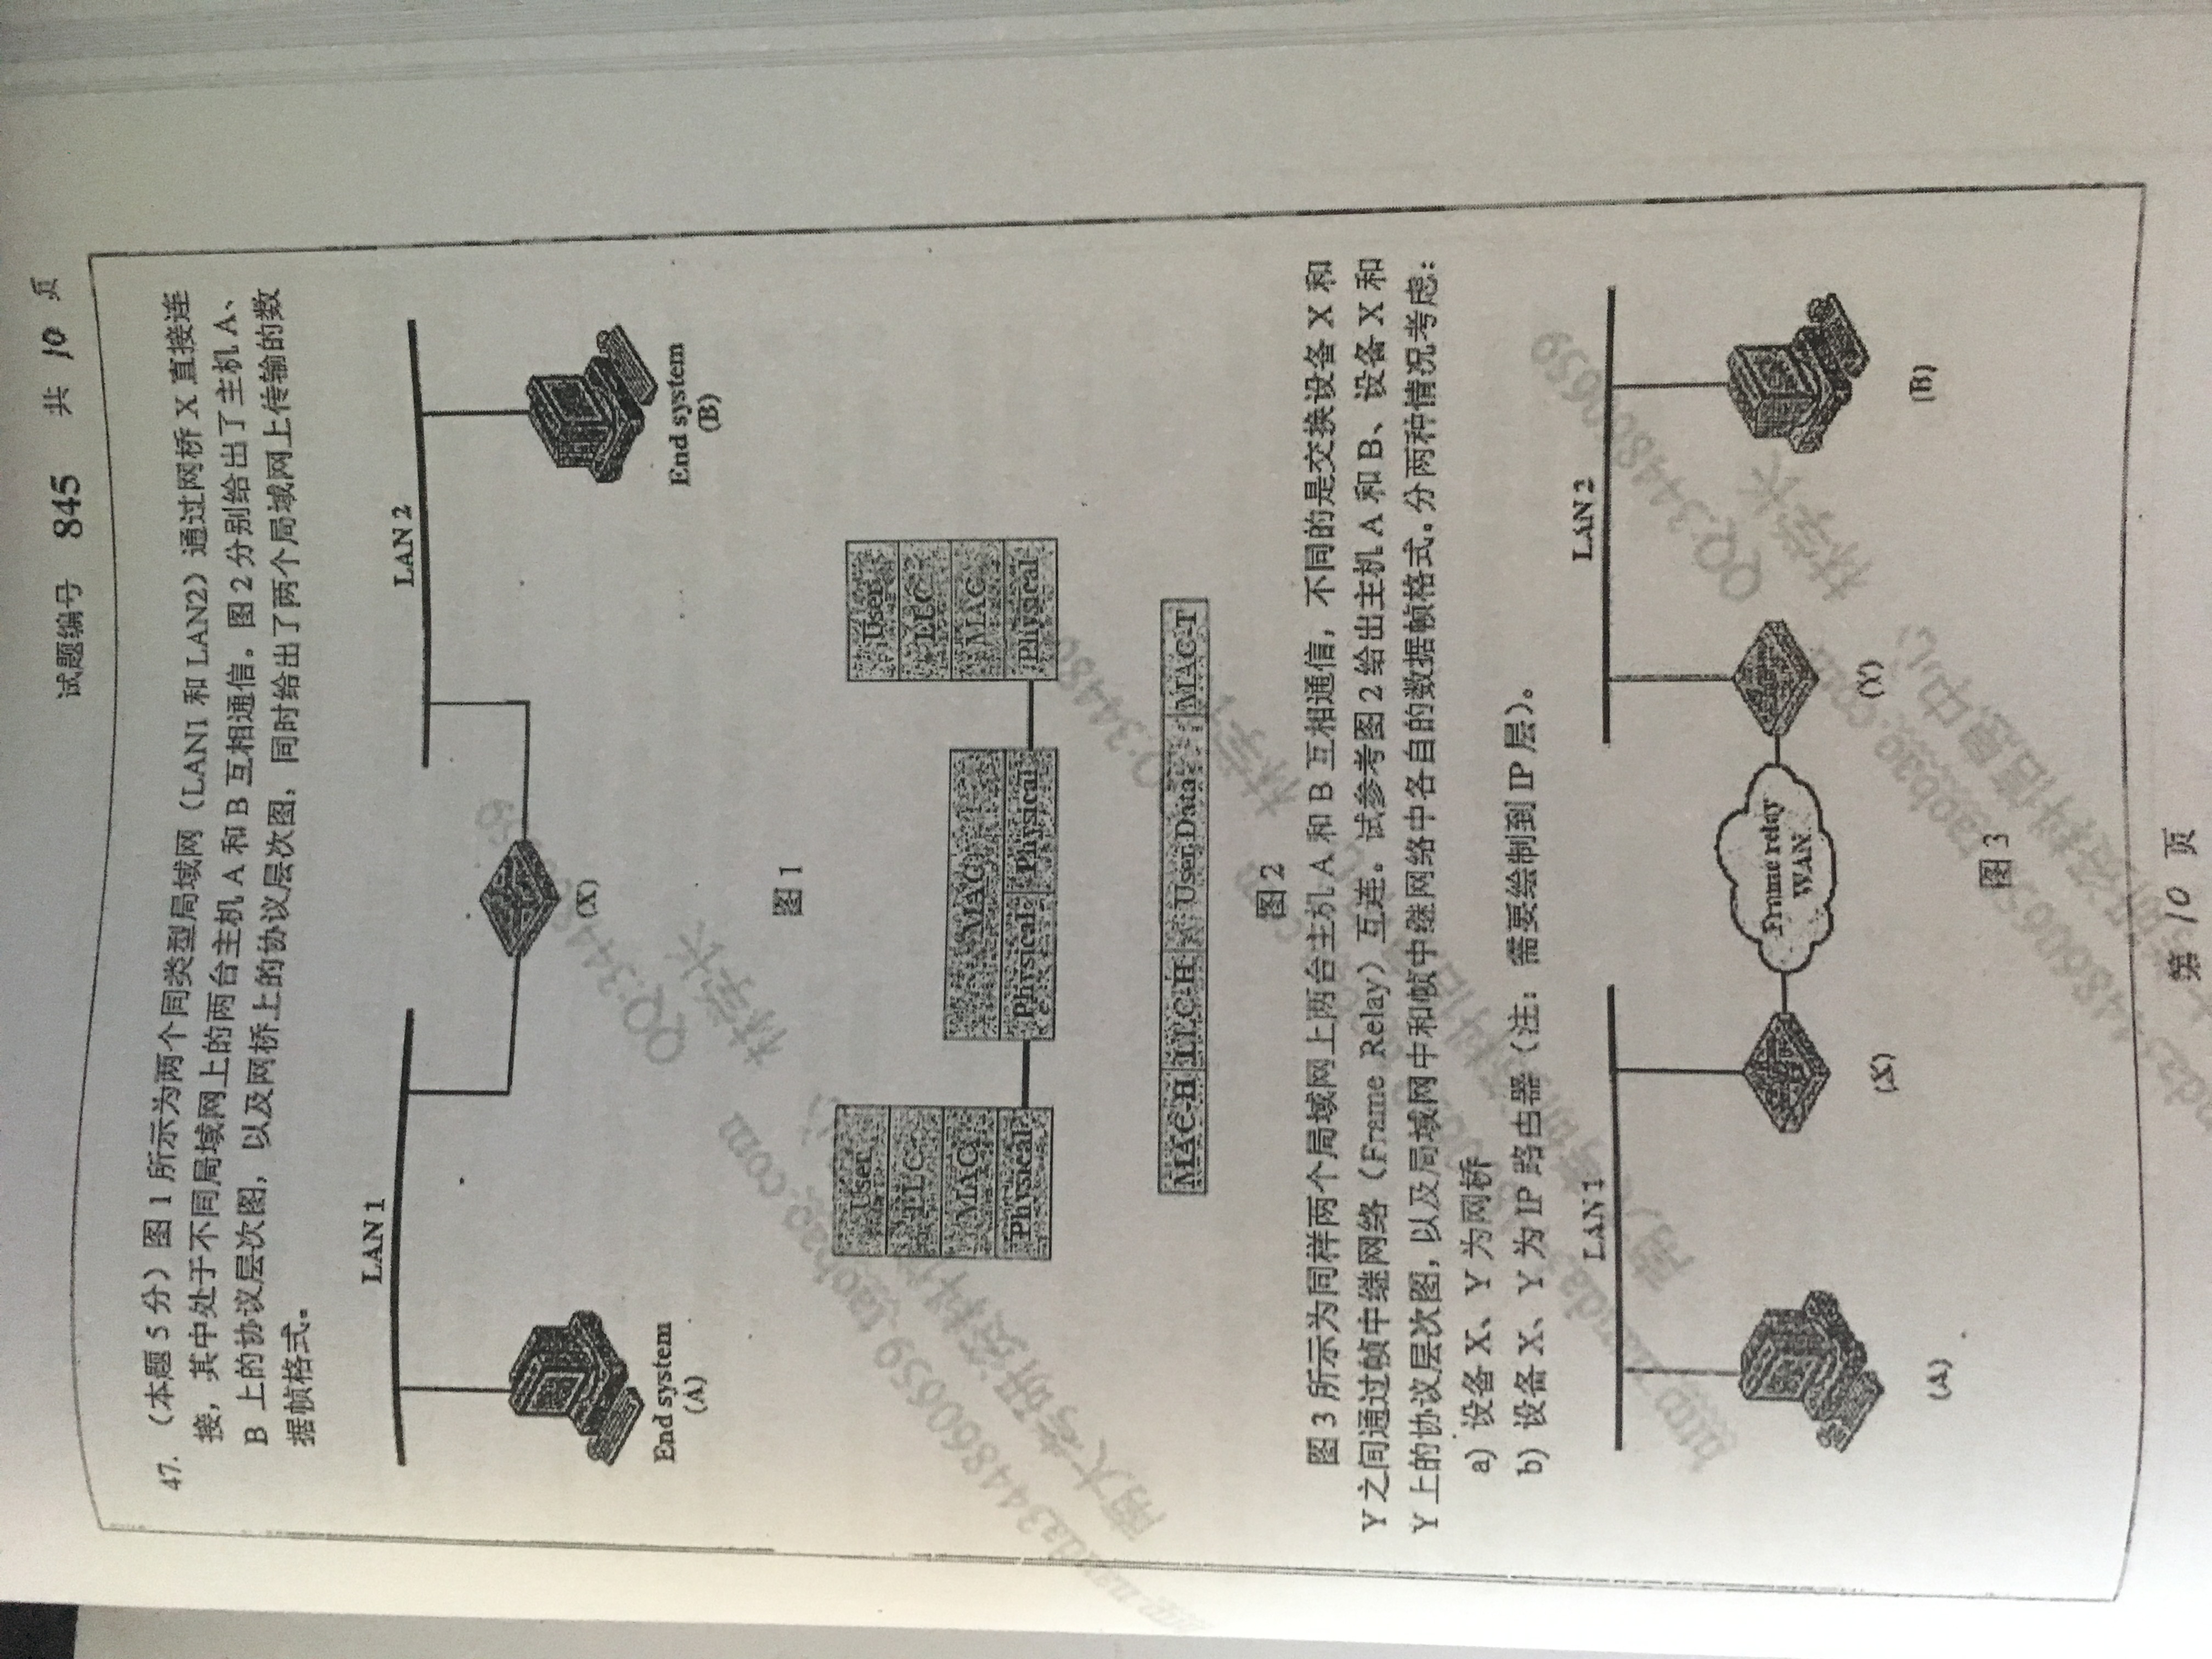 试题编号 845 共 10 页
47. （本题 5 分）图 1 所示为两个同类型局域网（LAN1 和 LAN2）通过网桥 X 直接连
接，其中处于不同局域网上的两台主机 A 和 B 互相通信。图 2 分别给出了主机 A、
B 上的协议层次图，以及网桥上的协议层次图，同时给出了两个局域网上传输的数
据帧格式。
LAN 1
LAN 2
(X)
End system
(A)
End system
(B)
图 1
User
LLC
MAC
Physical
MAC
Physical Physical
User
LLC
MAC
Physical
MAC-H LLC-H User Data MAC-T
图 2
图 3 所示为同样两个局域网上两台主机 A 和 B 互相通信，不同的是交换设备 X 和
Y 之间通过帧中继网络（Frame Relay）互连。试参考图 2 给出主机 A 和 B、设备 X 和
Y 上的协议层次图，以及局域网中和帧中继网络中各自的数据帧格式。分两种情况考虑：
a) 设备 X、Y 为网桥
b) 设备 X、Y 为 IP 路由器（注：需要绘制到 IP 层）。
LAN 1
LAN 2
Frame relay
WAN
(X)
(Y)
(A)
(B)
图 3
第 10 页
QQ:344860659
林学长
南大考研资料信息中心